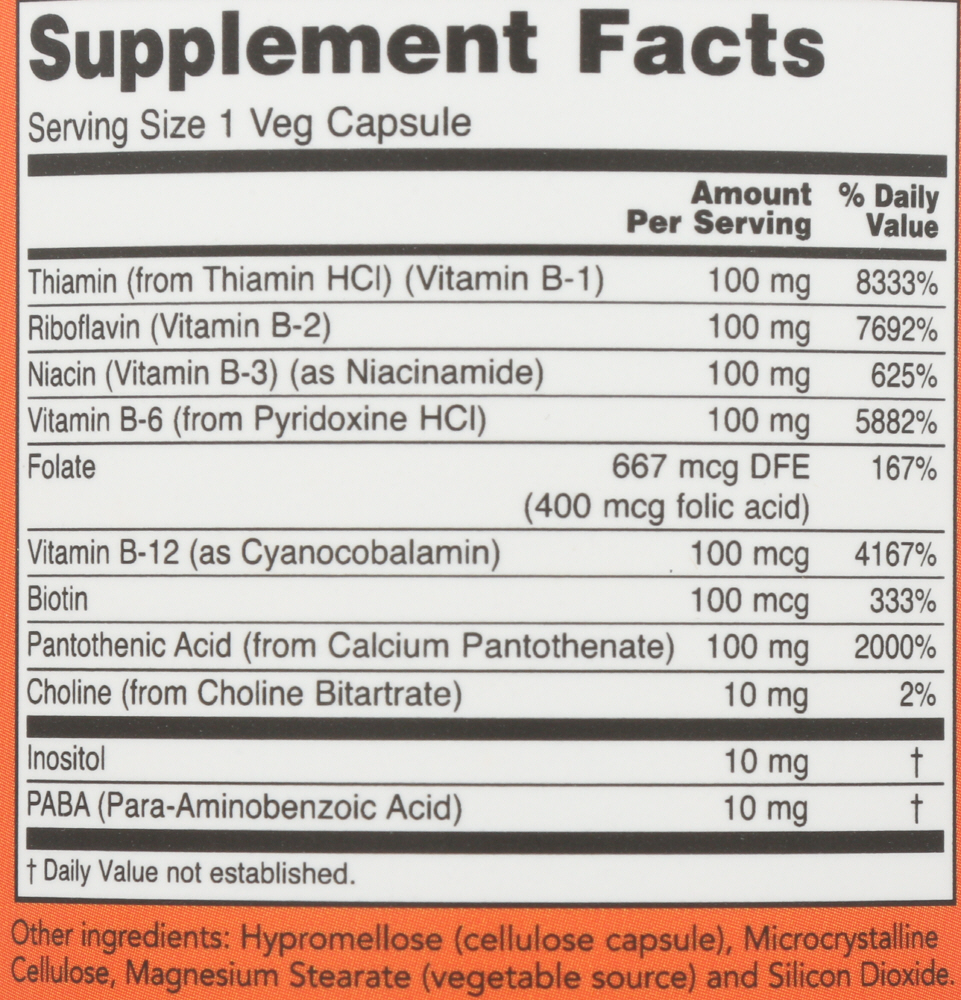 Supplement Facts
Serving Size 1 Veg Capsule
Amount Per Serving % Daily Value
Thiamin (from Thiamin HCl) (Vitamin B-1) 100 mg 8333%
Riboflavin (Vitamin B-2) 100 mg 7692%
Niacin (Vitamin B-3) (as Niacinamide) 100 mg 625%
Vitamin B-6 (from Pyridoxine HCl) 100 mg 5882%
Folate 667 mcg DFE 167%
(400 mcg folic acid)
Vitamin B-12 (as Cyanocobalamin) 100 mcg 4167%
Biotin 100 mcg 333%
Pantothenic Acid (from Calcium Pantothenate) 100 mg 2000%
Choline (from Choline Bitartrate) 10 mg 2%
Inositol 10 mg †
PABA (Para-Aminobenzoic Acid) 10 mg †
† Daily Value not established.
Other ingredients: Hypromellose (cellulose capsule), Microcrystalline
Cellulose, Magnesium Stearate (vegetable source) and Silicon Dioxide.